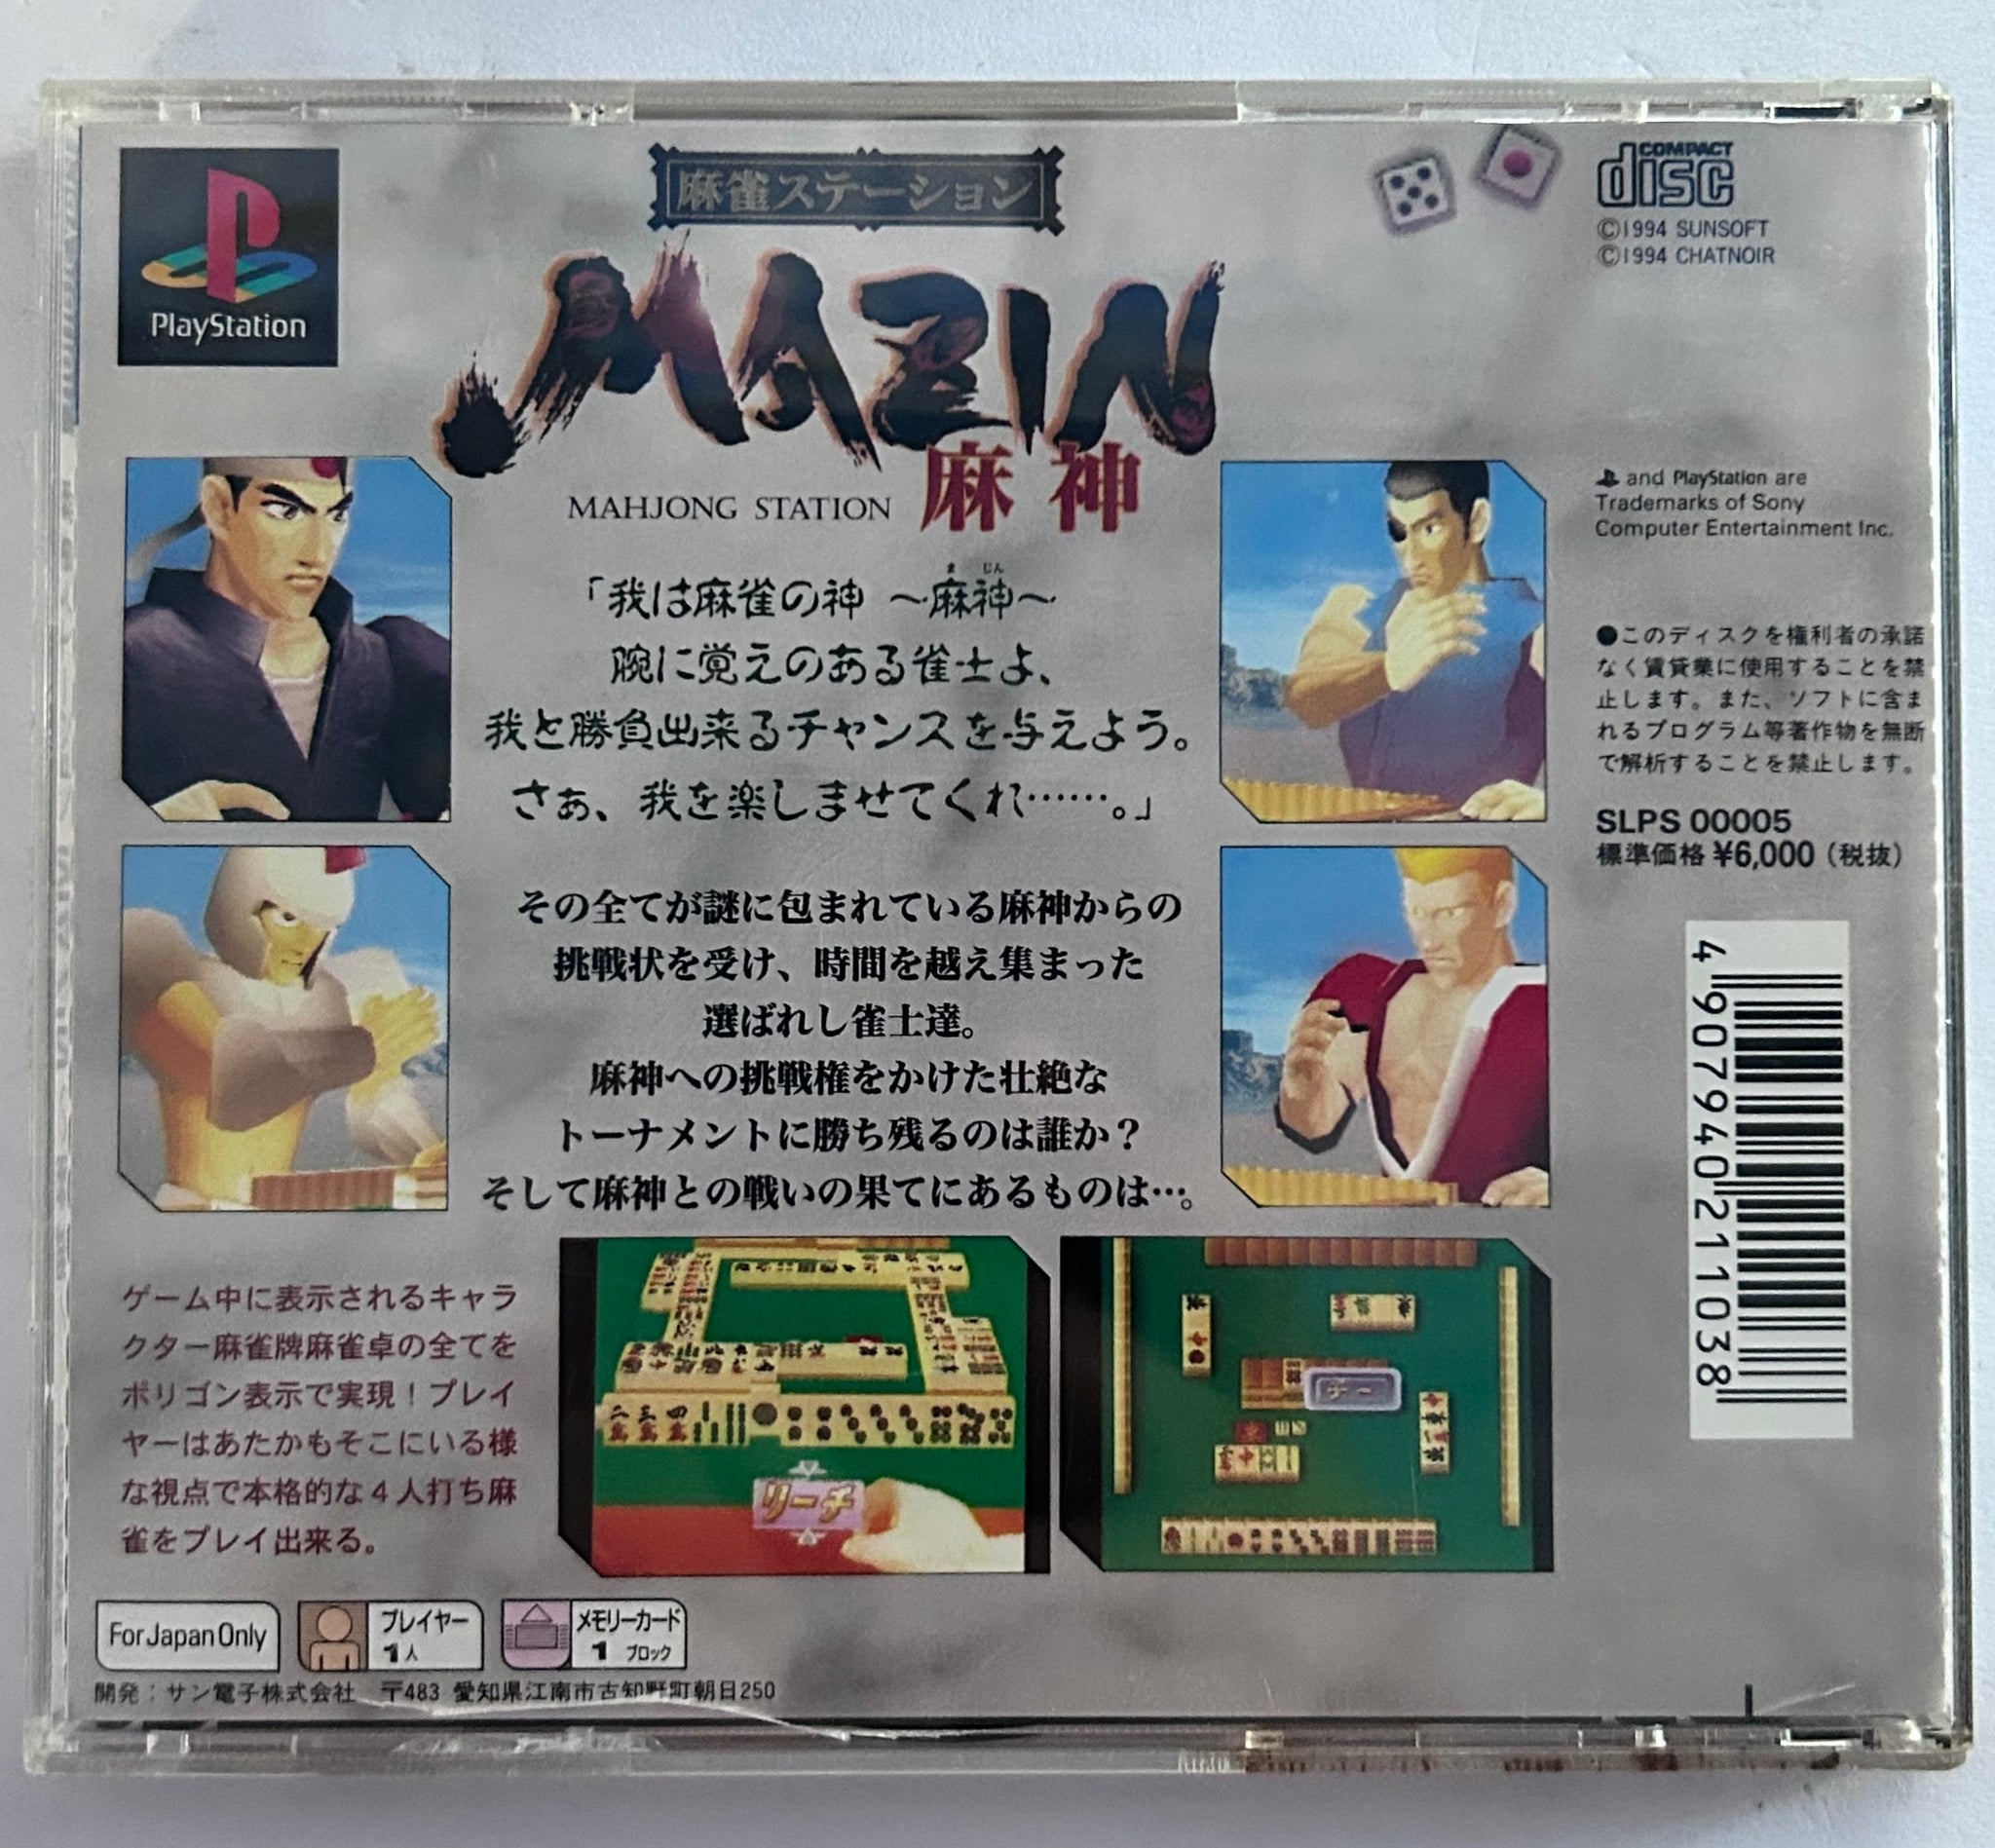 PlayStation
麻雀ステーション
MAZIN
麻神
MAHJONG STATION
COMPACT
disc
©1994 SUNSOFT
©1994 CHATNOIR
まじん
「我は麻雀の神 〜麻神〜
腕に覚えのある雀士よ、
我と勝負出来るチャンスを与えよう。
さぁ、我を楽しませてくれ……。」
その全てが謎に包まれている麻神からの
挑戦状を受け、時間を越え集まった
選ばれし雀士達。
麻神への挑戦権をかけた壮絶な
トーナメントに勝ち残るのは誰か？
そして麻神との戦いの果てにあるものは…。
and PlayStation are
Trademarks of Sony
Computer Entertainment Inc.
●このディスクを権利者の承諾
なく賃貸業に使用することを禁
止します。また、ソフトに含ま
れるプログラム等著作物を無断
で解析することを禁止します。
SLPS 00005
標準価格 ¥6,000（税抜）
4 907940 211038
ゲーム中に表示されるキャラ
クター麻雀牌麻雀卓の全てを
ポリゴン表示で実現！プレイ
ヤーはあたかもそこにいる様
な視点で本格的な４人打ち麻
雀をプレイ出来る。
二 三 四
萬 萬 萬
リーチ
チー
For Japan Only
プレイヤー
1人
メモリーカード
1 ブロック
開発：サン電子株式会社 〒483 愛知県江南市古知野町朝日250